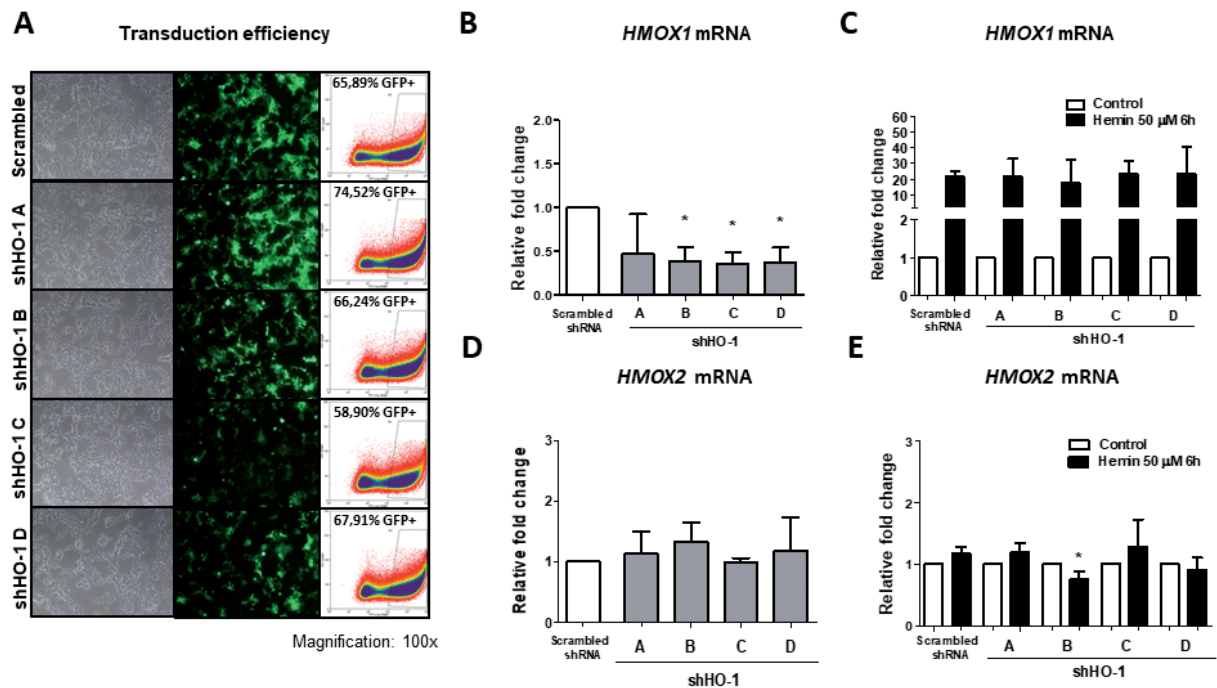 A
Transduction efficiency
Scrambled
65,89% GFP+
shHO-1 A
74,52% GFP+
shHO-1 B
66,24% GFP+
shHO-1 C
58,90% GFP+
shHO-1 D
67,91% GFP+
Magnification: 100x
B
HMOX1 mRNA
Relative fold change
2.0
1.5
1.0
0.5
0.0
* * *
Scrambled
shRNA
A B C D
shHO-1
C
HMOX1 mRNA
Control
Hemin 50 µM 6h
Relative fold change
60
50
40
30
20
10
2
1
0
Scrambled
shRNA
A B C D
shHO-1
D
HMOX2 mRNA
Relative fold change
3
2
1
0
Scrambled
shRNA
A B C D
shHO-1
E
HMOX2 mRNA
Control
Hemin 50 µM 6h
Relative fold change
3
2
1
0
*
Scrambled
shRNA
A B C D
shHO-1